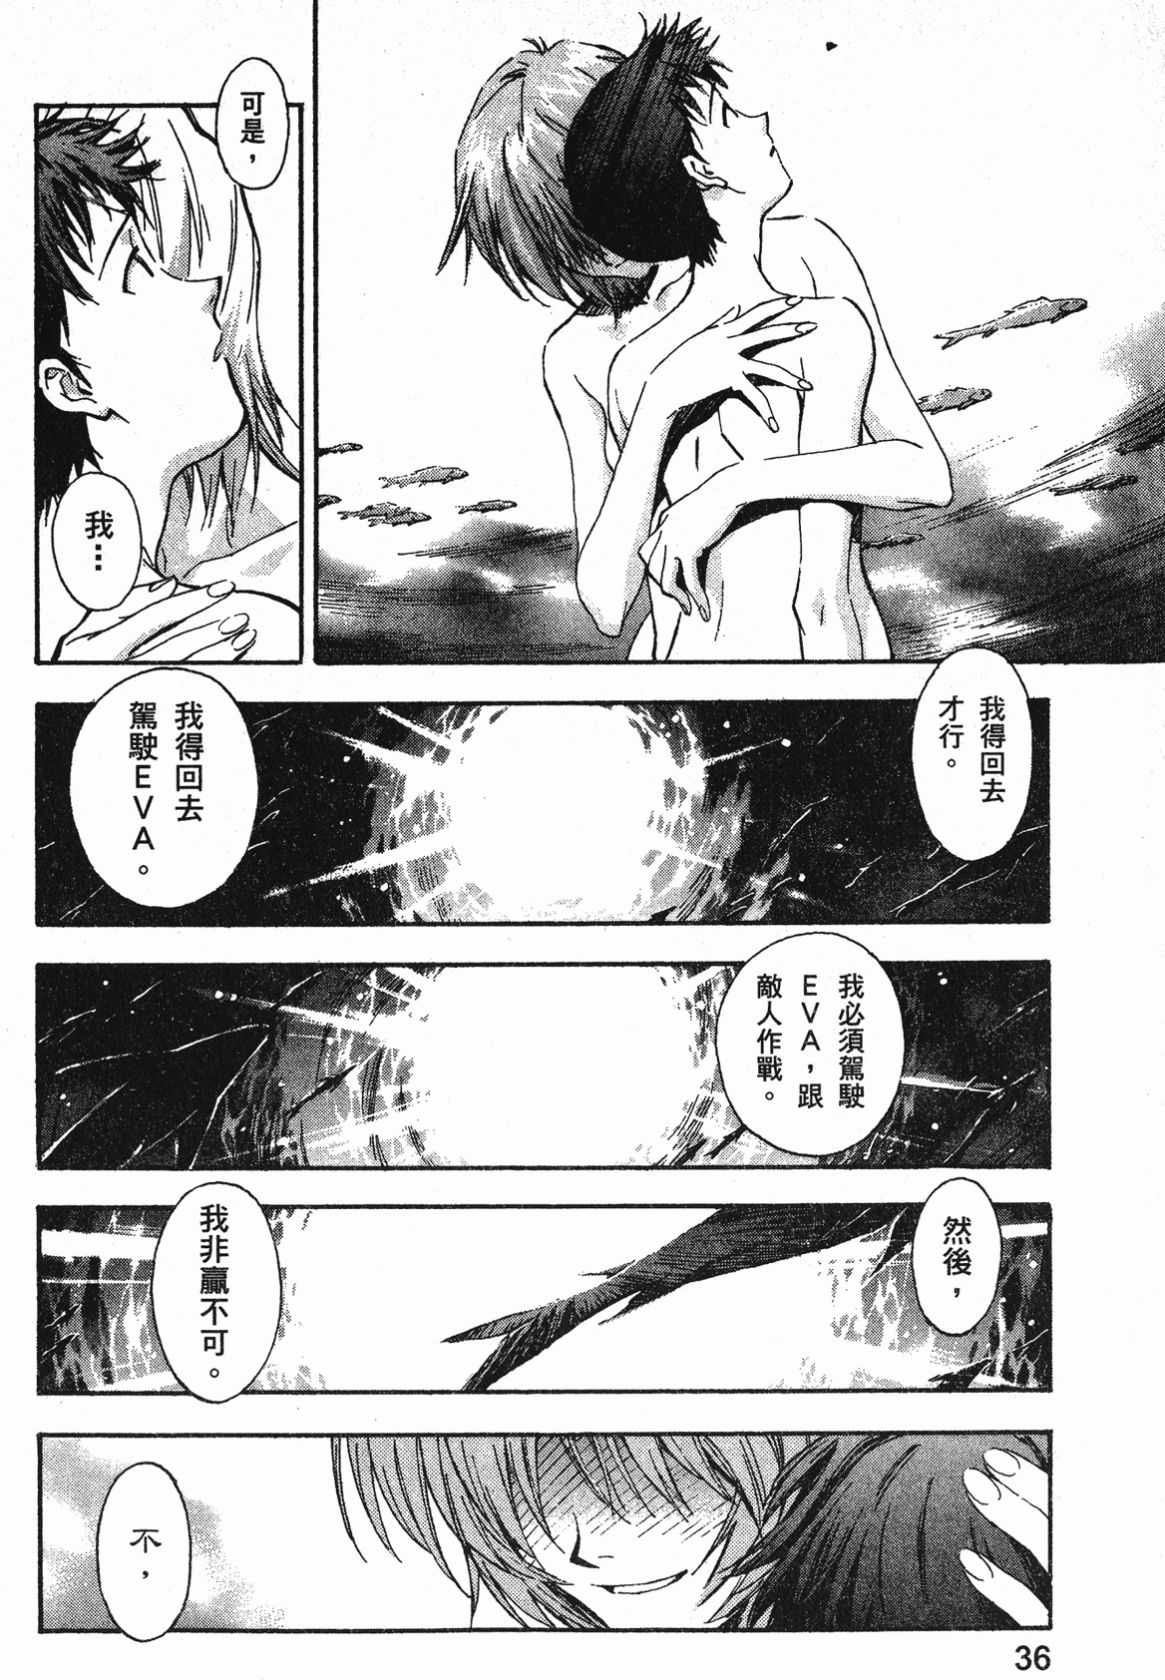 可是，
我…
我得回去
才行。
我得回去
駕駛EVA。
我必須駕駛
EVA，跟
敵人作戰。
然後，
我非贏不可。
不，
36